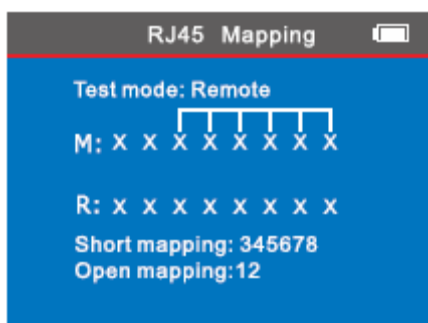 RJ45 Mapping
Test mode: Remote
M: x x x x x x x x
R: x x x x x x x x
Short mapping: 345678
Open mapping:12